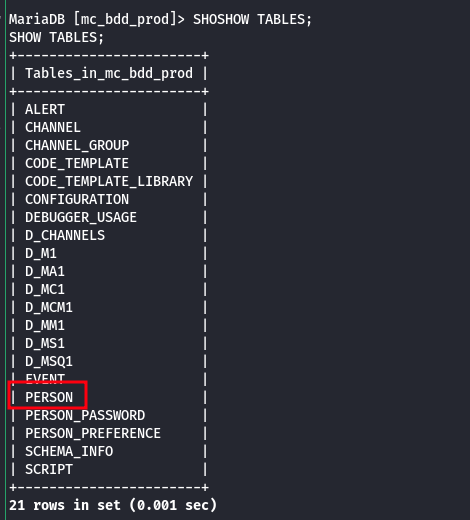 MariaDB [mc_bdd_prod]> SHOSHOW TABLES;
SHOW TABLES;
+-----------------------+
| Tables_in_mc_bdd_prod |
+-----------------------+
| ALERT                 |
| CHANNEL               |
| CHANNEL_GROUP         |
| CODE_TEMPLATE         |
| CODE_TEMPLATE_LIBRARY |
| CONFIGURATION         |
| DEBUGGER_USAGE        |
| D_CHANNELS            |
| D_M1                  |
| D_MA1                 |
| D_MC1                 |
| D_MCM1                |
| D_MM1                 |
| D_MS1                 |
| D_MSQ1                |
| EVENT                 |
| PERSON                |
| PERSON_PASSWORD       |
| PERSON_PREFERENCE     |
| SCHEMA_INFO           |
| SCRIPT                |
+-----------------------+
21 rows in set (0.001 sec)